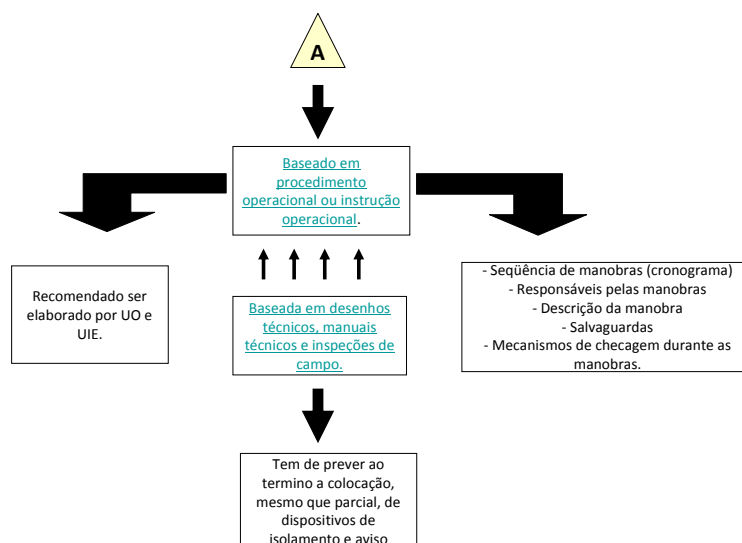 A
Baseado em
procedimento
operacional ou instrução
operacional.
Recomendado ser
elaborado por UO e
UIE.
Baseada em desenhos
técnicos, manuais
técnicos e inspeções de
campo.
- Seqüência de manobras (cronograma)
- Responsáveis pelas manobras
- Descrição da manobra
- Salvaguardas
- Mecanismos de checagem durante as
manobras.
Tem de prever ao
termino a colocação,
mesmo que parcial, de
dispositivos de
isolamento e aviso